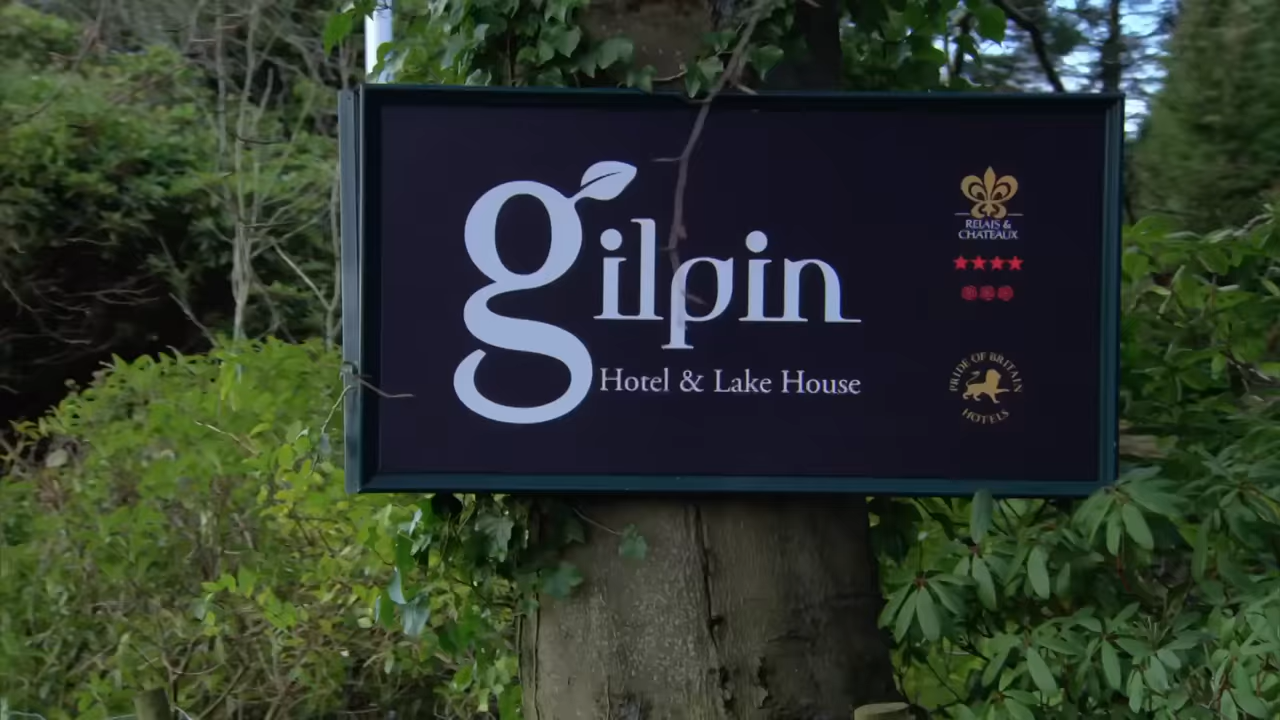 gilpin
Hotel & Lake House
RELAIS &
CHATEAUX
PRIDE OF BRITAIN
HOTELS